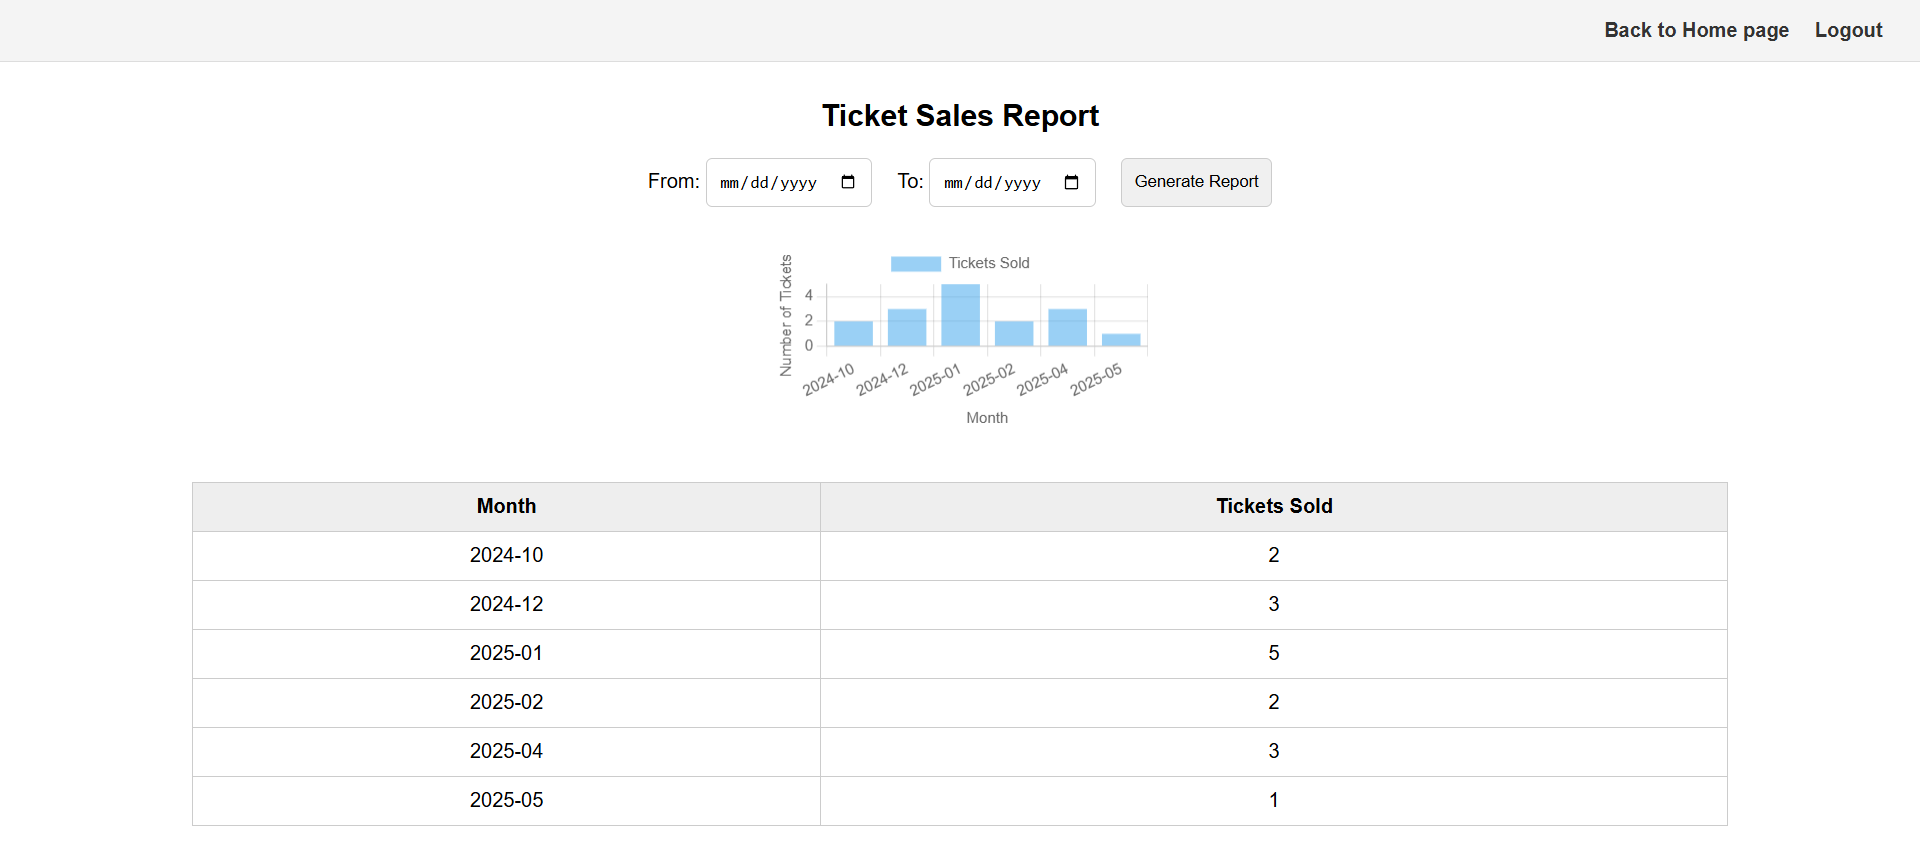 Back to Home page Logout
Ticket Sales Report
From: mm/dd/yyyy To: mm/dd/yyyy Generate Report
Tickets Sold
Number of Tickets
4
2
0
2024-10 2024-12 2025-01 2025-02 2025-04 2025-05
Month
Month Tickets Sold
2024-10 2
2024-12 3
2025-01 5
2025-02 2
2025-04 3
2025-05 1